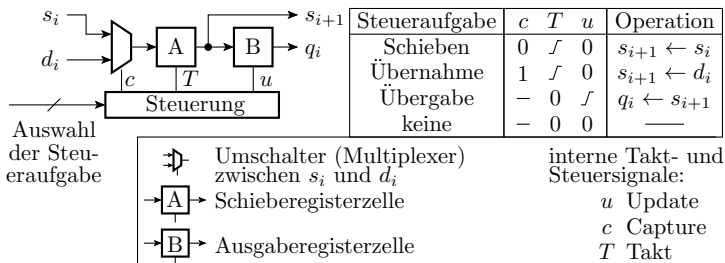 s_i
d_i
A
B
s_{i+1}
q_i
c T u
Steuerung
Auswahl
der Steu-
eraufgabe
Steueraufgabe c T u Operation
Schieben 0 0 s_{i+1} ← s_i
Übernahme 1 0 s_{i+1} ← d_i
Übergabe – 0 q_i ← s_{i+1}
keine – 0 0 —
Umschalter (Multiplexer)
zwischen s_i und d_i
A Schieberegisterzelle
B Ausgaberegisterzelle
interne Takt- und
Steuersignale:
u Update
c Capture
T Takt